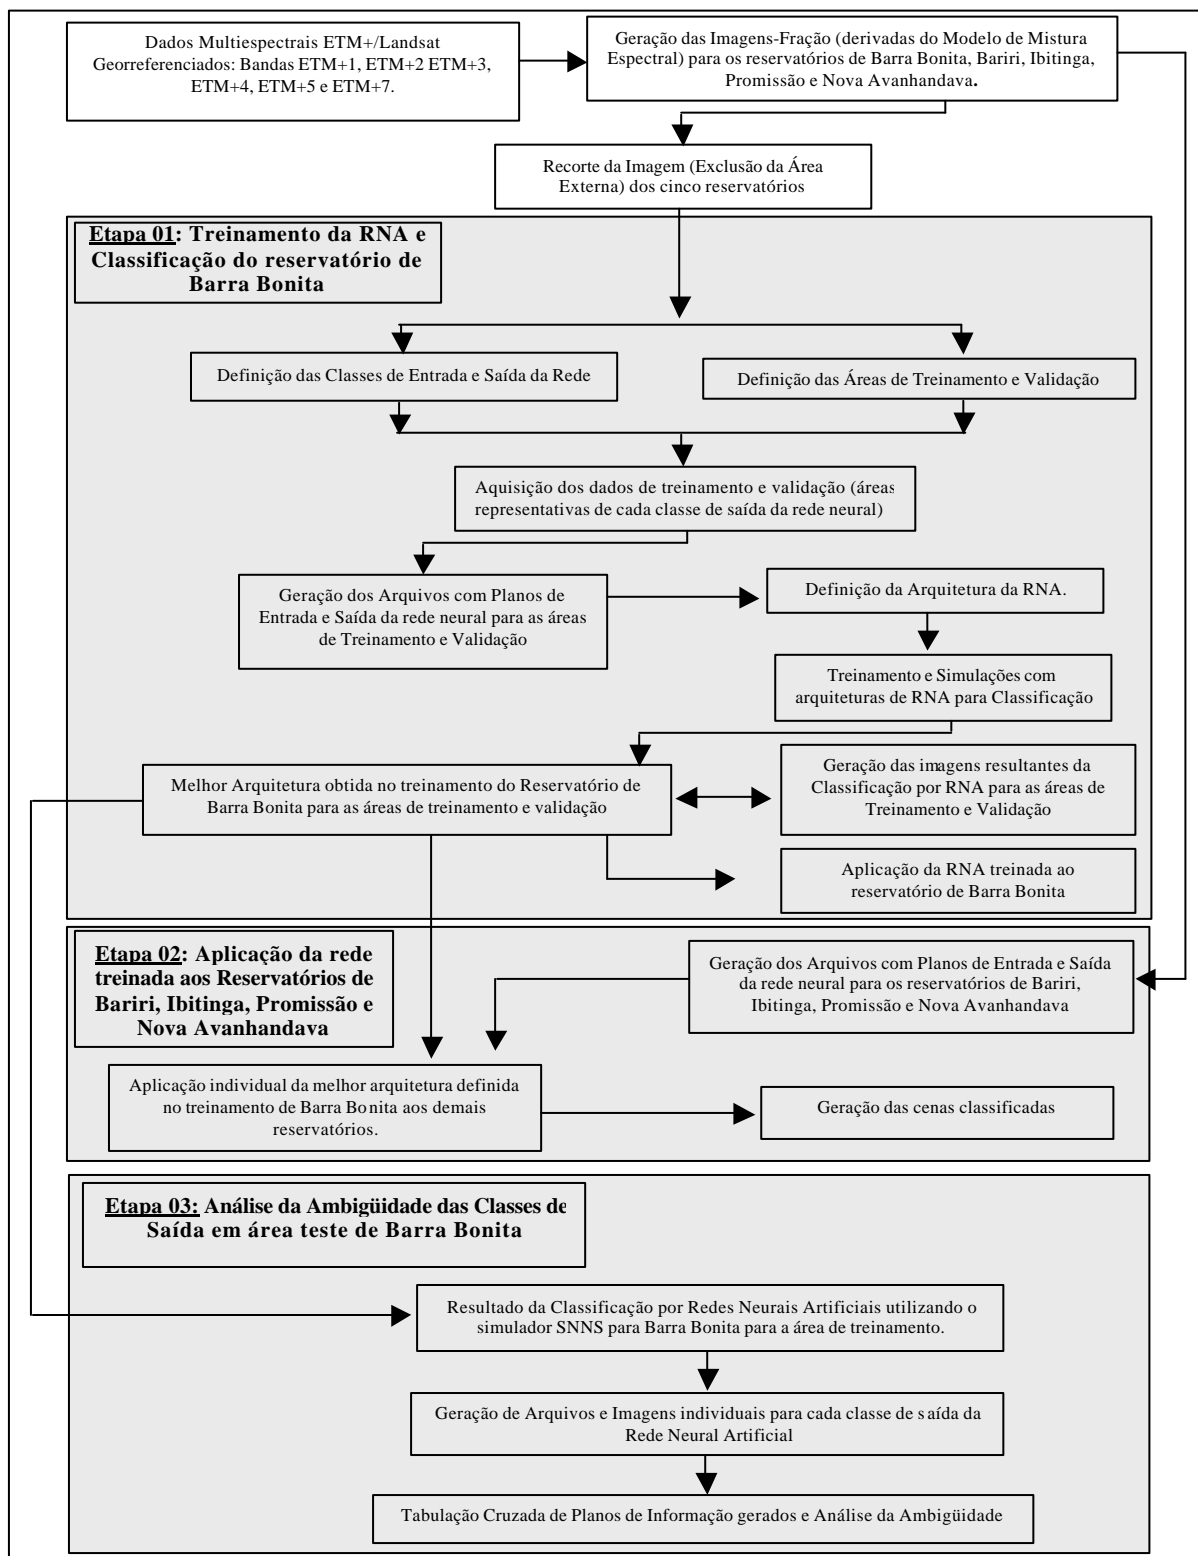 Dados Multiespectrais ETM+/Landsat
Georreferenciados: Bandas ETM+1, ETM+2 ETM+3,
ETM+4, ETM+5 e ETM+7.
Geração das Imagens-Fração (derivadas do Modelo de Mistura
Espectral) para os reservatórios de Barra Bonita, Bariri, Ibitinga,
Promissão e Nova Avanhandava.
Recorte da Imagem (Exclusão da Área
Externa) dos cinco reservatórios
Etapa 01: Treinamento da RNA e
Classificação do reservatório de
Barra Bonita
Definição das Classes de Entrada e Saída da Rede
Definição das Áreas de Treinamento e Validação
Aquisição dos dados de treinamento e validação (áreas
representativas de cada classe de saída da rede neural)
Geração dos Arquivos com Planos de
Entrada e Saída da rede neural para as áreas
de Treinamento e Validação
Definição da Arquitetura da RNA.
Treinamento e Simulações com
arquiteturas de RNA para Classificação
Melhor Arquitetura obtida no treinamento do Reservatório de
Barra Bonita para as áreas de treinamento e validação
Geração das imagens resultantes da
Classificação por RNA para as áreas de
Treinamento e Validação
Aplicação da RNA treinada ao
reservatório de Barra Bonita
Etapa 02: Aplicação da rede
treinada aos Reservatórios de
Bariri, Ibitinga, Promissão e
Nova Avanhandava
Geração dos Arquivos com Planos de Entrada e Saída
da rede neural para os reservatórios de Bariri,
Ibitinga, Promissão e Nova Avanhandava
Aplicação individual da melhor arquitetura definida
no treinamento de Barra Bonita aos demais
reservatórios.
Geração das cenas classificadas
Etapa 03: Análise da Ambigüidade das Classes de
Saída em área teste de Barra Bonita
Resultado da Classificação por Redes Neurais Artificiais utilizando o
simulador SNNS para Barra Bonita para a área de treinamento.
Geração de Arquivos e Imagens individuais para cada classe de saída da
Rede Neural Artificial
Tabulação Cruzada de Planos de Informação gerados e Análise da Ambigüidade